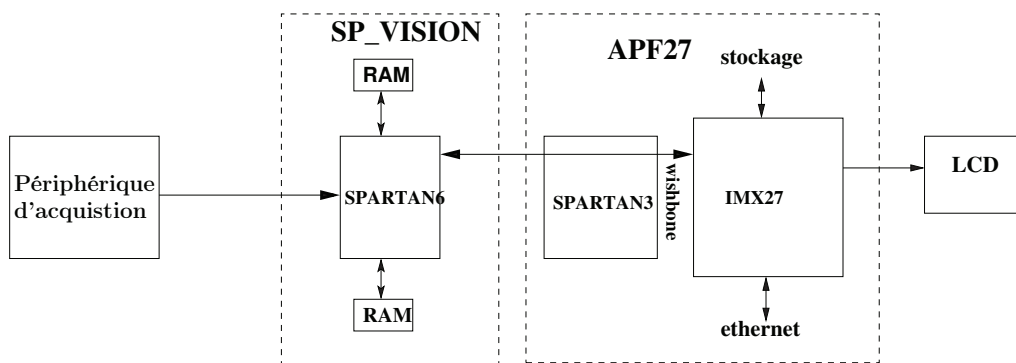 SP_VISION
RAM
SPARTAN6
RAM
Périphérique
d'acquistion
APF27
stockage
SPARTAN3
wishbone
IMX27
ethernet
LCD